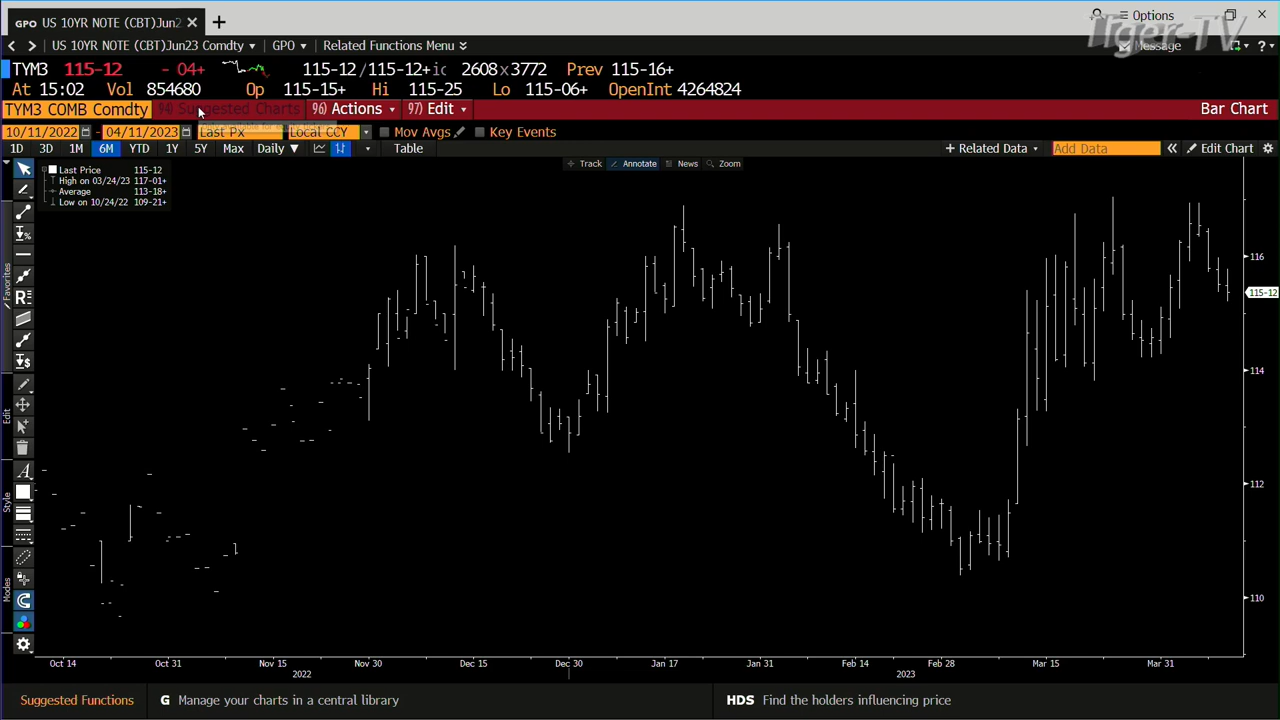 GPO US 10YR NOTE (CBT)Jun2 × +
Options
Tiger-TV
< > US 10YR NOTE (CBT)Jun23 Comdty GPO Related Functions Menu
Message
TYM3 115-12 - 04+ 115-12/115-12+ic 2608x3772 Prev 115-16+
At 15:02 Vol 854680 Op 115-15+ Hi 115-25 Lo 115-06+ OpenInt 4264824
TYM3 COMB Comdty 94) Suggested Charts 96) Actions 97) Edit Bar Chart
10/11/2022 - 04/11/2023 Last Px Local CCY Mov Avgs Key Events
1D 3D 1M 6M YTD 1Y 5Y Max Daily ▼ Table + Related Data Add Data « Edit Chart
Track Annotate News Zoom
Last Price 115-12
High on 03/24/23 117-01+
Average 113-18+
Low on 10/24/22 109-21+
Favorites
Edit
Style
Modes
116
115-12
114
112
110
Oct 14 Oct 31 Nov 15 Nov 30 Dec 15 Dec 30 Jan 17 Jan 31 Feb 14 Feb 28 Mar 15 Mar 31
2022 2023
Suggested Functions G Manage your charts in a central library HDS Find the holders influencing price